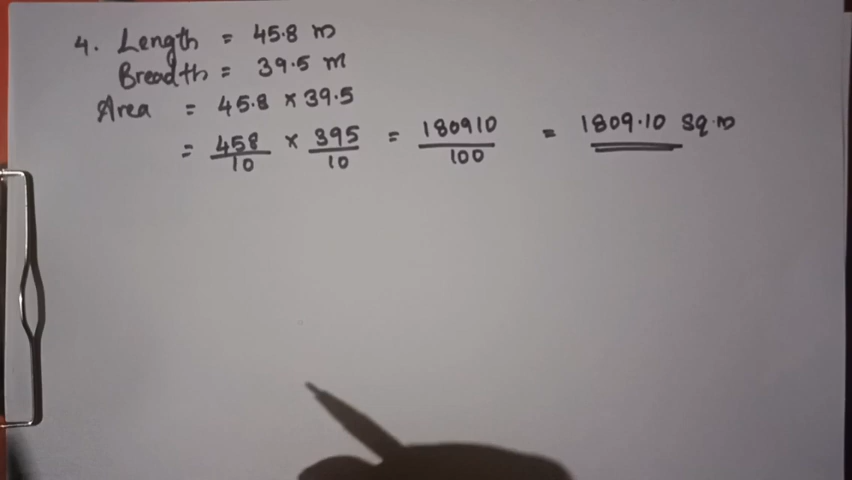 4. Length = 45.8 m
Breadth = 39.5 m
Area = 45.8 × 39.5
= 458/10 × 395/10 = 180910/100 = 1809.10 sq.m